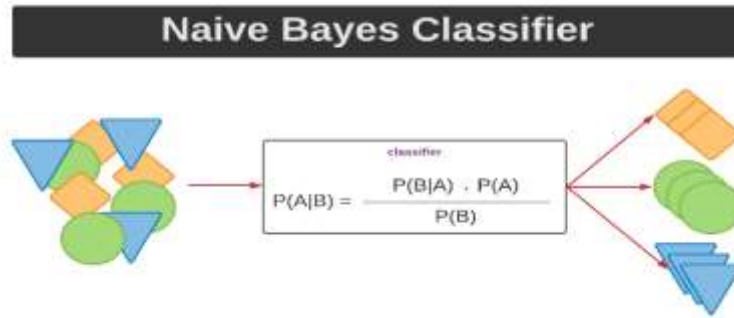 Naive Bayes Classifier
classifier
P(A|B) = P(B|A) . P(A)
P(B)